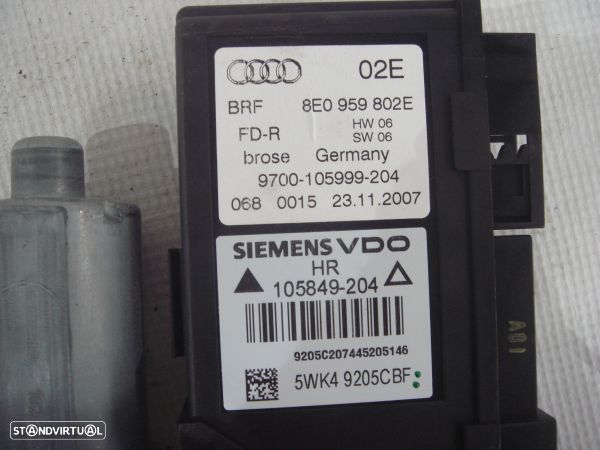 02E
BRF 8E0 959 802E
FD-R HW 06
SW 06
brose Germany
9700-105999-204
068 0015 23.11.2007
SIEMENS VDO
HR
105849-204
9205C207445205146
5WK4 9205CBF
A01
STANDVIRTUAL